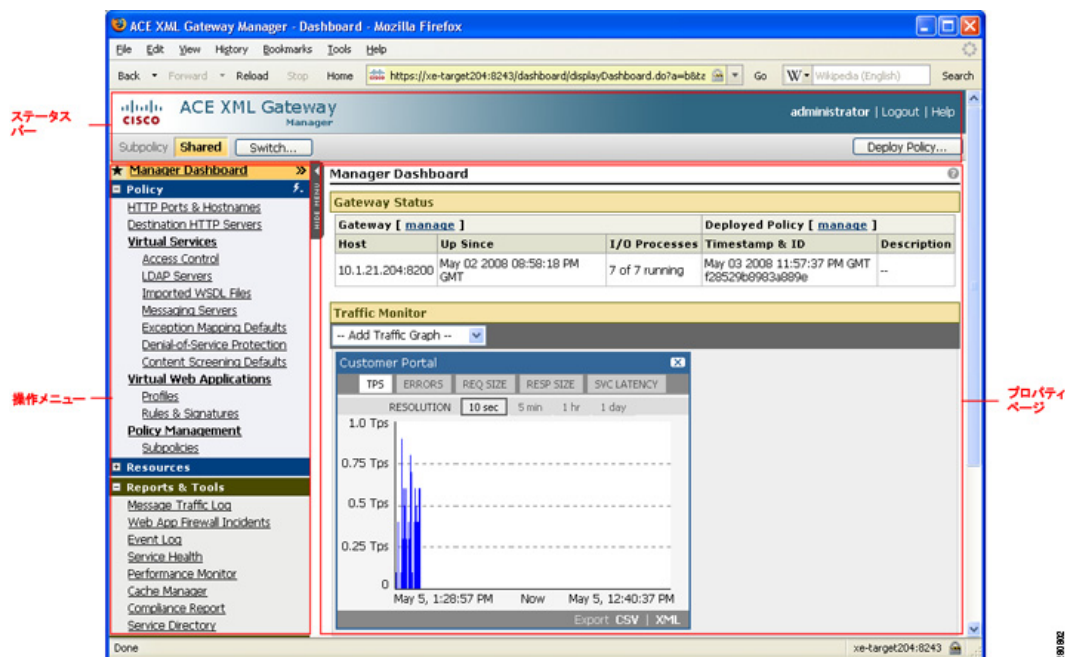 ACE XML Gateway Manager - Dashboard - Mozilla Firefox
File Edit View History Bookmarks Tools Help
Back Forward Reload Stop Home https://xe-target204:8243/dashboard/displayDashboard.do?a=b&tz Go W Wikipedia (English) Search
ステータス
バー
CISCO ACE XML Gateway
Manager
administrator | Logout | Help
Subpolicy Shared Switch... Deploy Policy...
Manager Dashboard
Policy
HTTP Ports & Hostnames
Destination HTTP Servers
Virtual Services
Access Control
LDAP Servers
Imported WSDL Files
Messaging Servers
Exception Mapping Defaults
Denial-of-Service Protection
Content Screening Defaults
Virtual Web Applications
Profiles
Rules & Signatures
Policy Management
Subpolicies
Resources
Reports & Tools
Message Traffic Log
Web App Firewall Incidents
Event Log
Service Health
Performance Monitor
Cache Manager
Compliance Report
Service Directory
操作メニュー
HIDE MENU
Manager Dashboard
Gateway Status
Gateway [ manage ] Deployed Policy [ manage ]
Host Up Since I/O Processes Timestamp & ID Description
10.1.21.204:8200 May 02 2008 08:58:18 PM GMT 7 of 7 running May 03 2008 11:57:37 PM GMT f28529b8983a889e --
Traffic Monitor
-- Add Traffic Graph --
Customer Portal
TPS ERRORS REQ SIZE RESP SIZE SVC LATENCY
RESOLUTION 10 sec 5 min 1 hr 1 day
1.0 Tps
0.75 Tps
0.5 Tps
0.25 Tps
0
May 5, 1:28:57 PM Now May 5, 12:40:37 PM
Export CSV | XML
プロパティ
ページ
Done xe-target204:8243